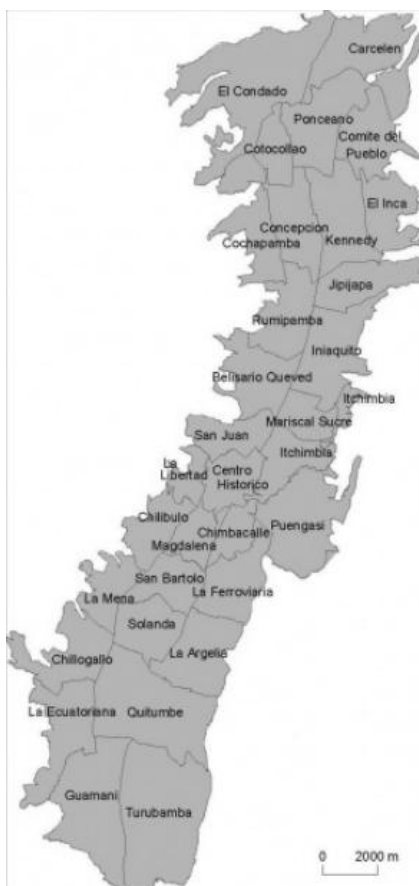 Carcelen
El Condado
Ponceano
Comite del
Pueblo
Cotocollao
El Inca
Concepcion
Kennedy
Cochapamba
Jipijapa
Rumipamba
Iniaquito
Belisario Queved
Itchimbia
Mariscal Sucre
San Juan
Itchimbia
La
Libertad
Centro
Historico
Chilibulo
Puengasi
Chimbacalle
Magdalena
San Bartolo
La Ferroviaria
La Mena
Solanda
La Argelia
Chillogallo
La Ecuatoriana
Quitumbe
Guamani
Turubamba
0 2000 m